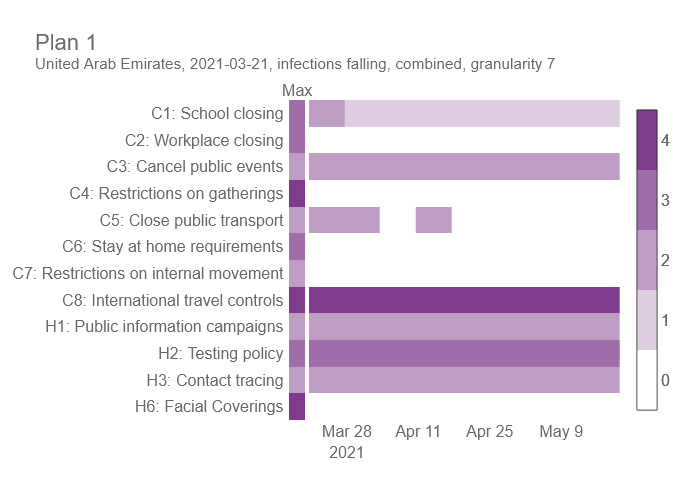 Plan 1
United Arab Emirates, 2021-03-21, infections falling, combined, granularity 7
Max
C1: School closing
C2: Workplace closing
C3: Cancel public events
C4: Restrictions on gatherings
C5: Close public transport
C6: Stay at home requirements
C7: Restrictions on internal movement
C8: International travel controls
H1: Public information campaigns
H2: Testing policy
H3: Contact tracing
H6: Facial Coverings
4
3
2
1
0
Mar 28 Apr 11 Apr 25 May 9
2021